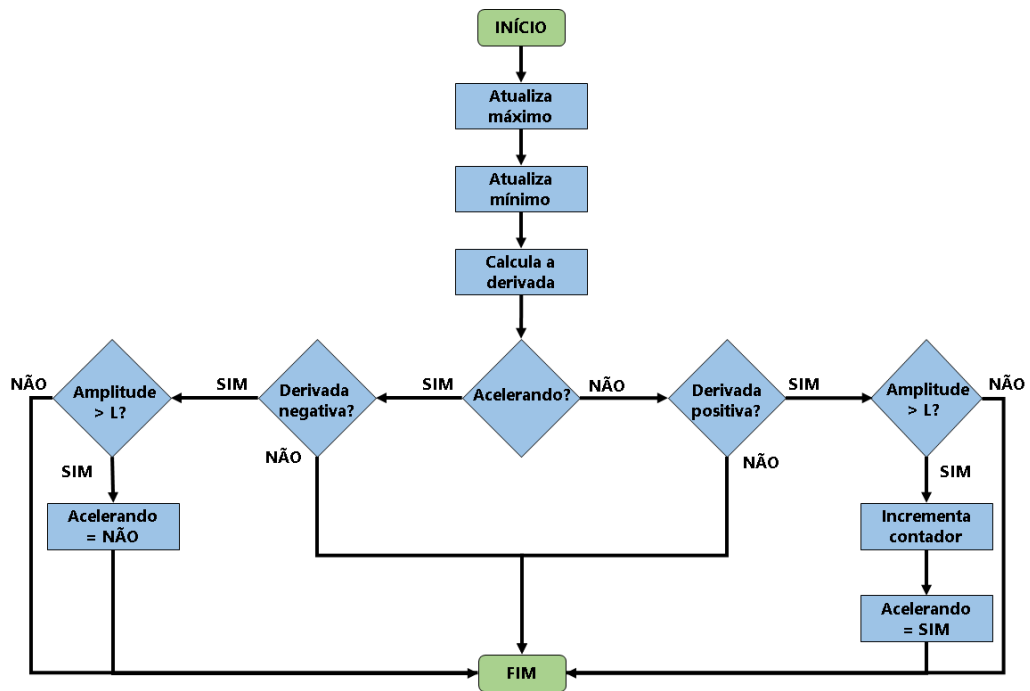 INÍCIO
Atualiza
máximo
Atualiza
mínimo
Calcula a
derivada
NÃO
Amplitude
> L?
SIM
Derivada
negativa?
SIM
Acelerando?
NÃO
Derivada
positiva?
SIM
Amplitude
> L?
NÃO
SIM
NÃO
NÃO
SIM
Acelerando
= NÃO
Incrementa
contador
Acelerando
= SIM
FIM